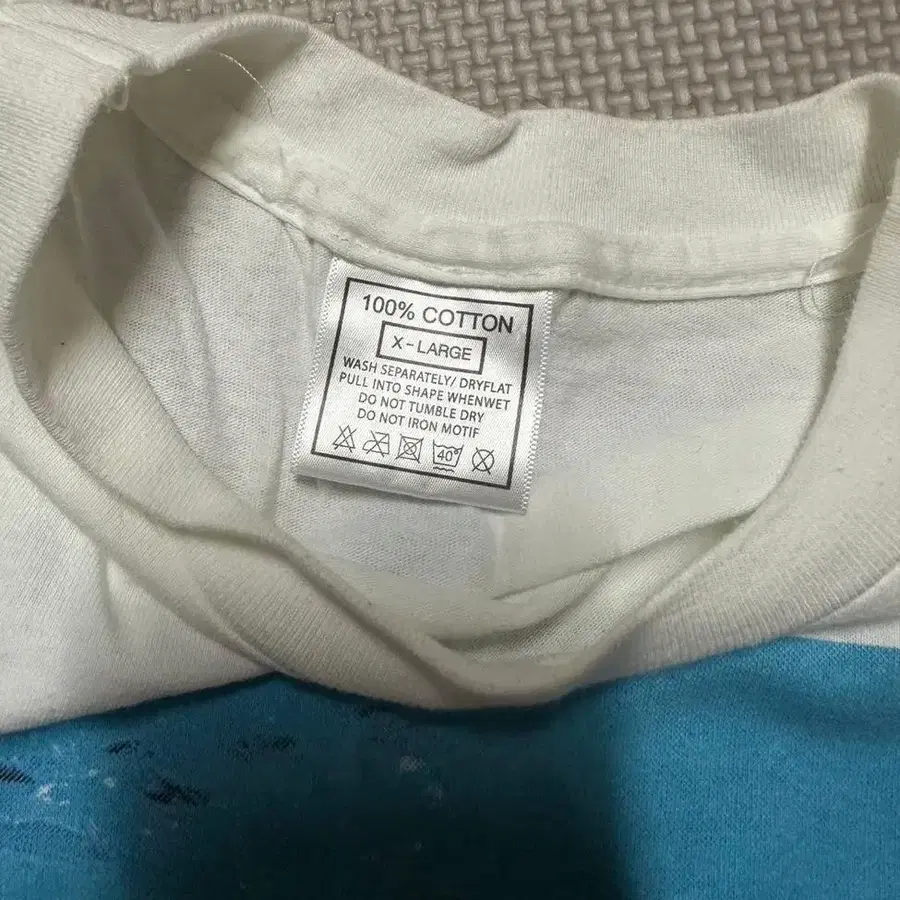 100% COTTON
X-LARGE
WASH SEPARATELY/ DRYFLAT
PULL INTO SHAPE WHENWET
DO NOT TUMBLE DRY
DO NOT IRON MOTIF
40°